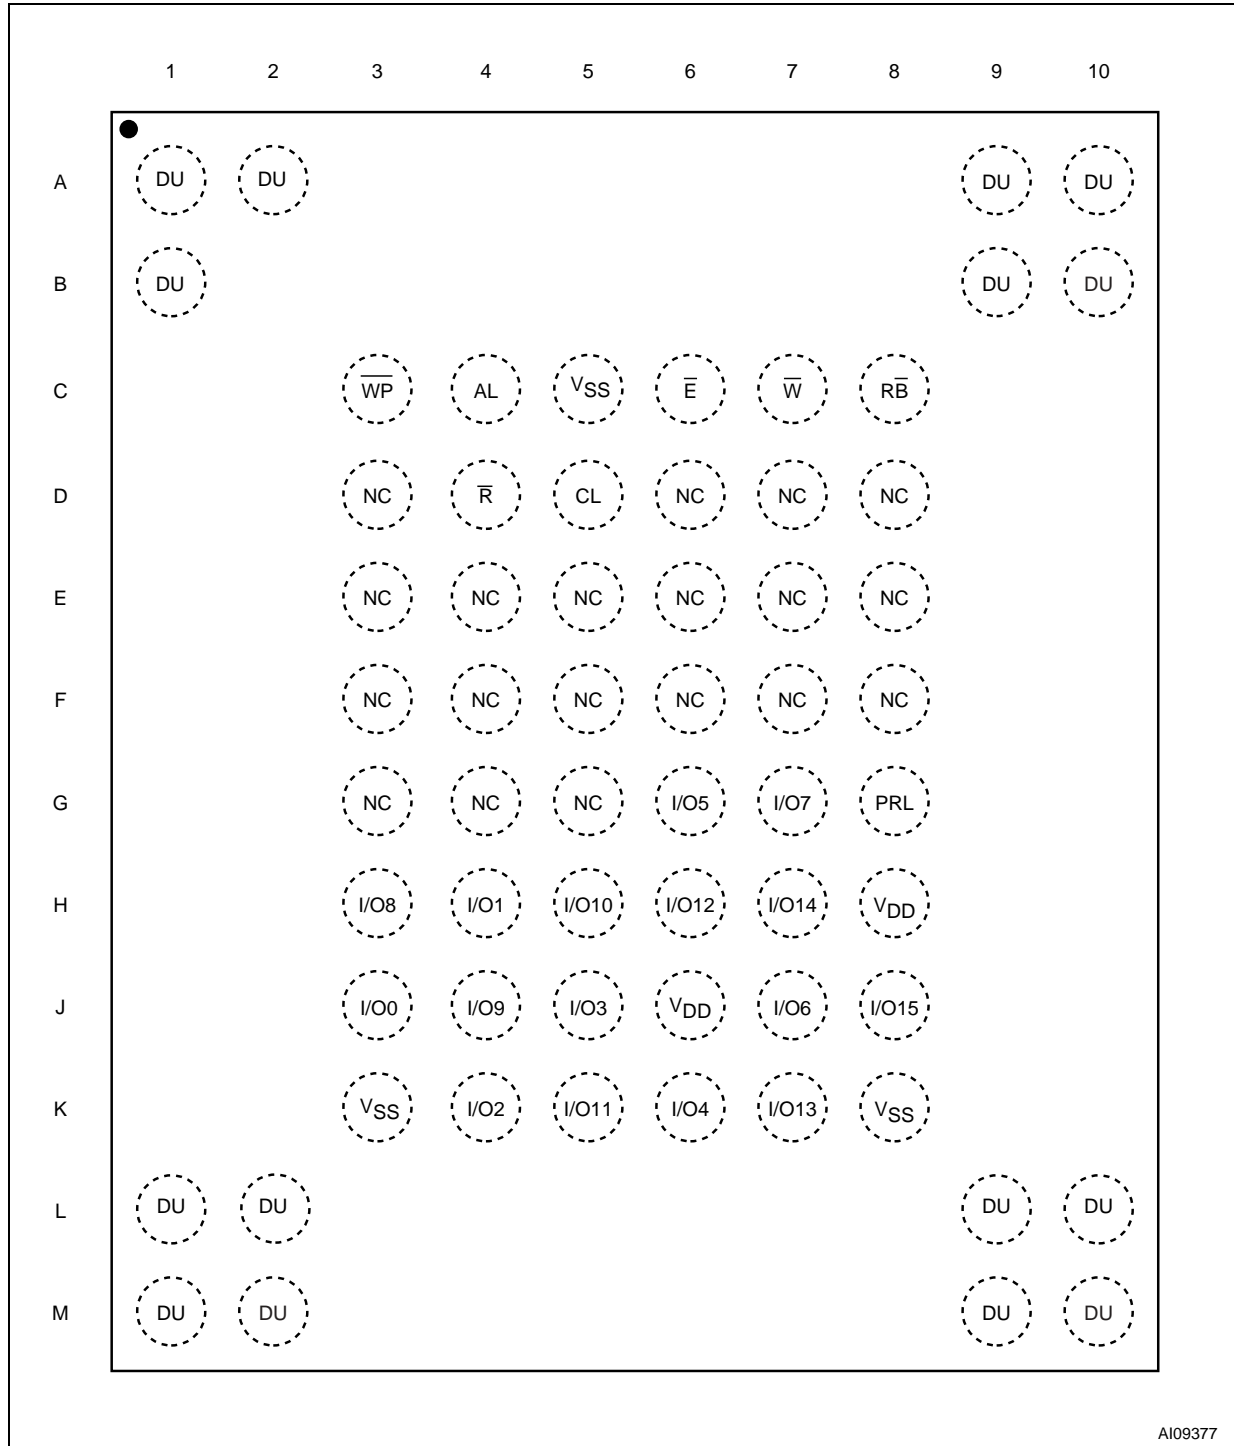 1 2 3 4 5 6 7 8 9 10
A DU DU DU DU
B DU DU DU
C W̅P̅ AL VSS E̅ W̅ RB̅
D NC R̅ CL NC NC NC
E NC NC NC NC NC NC
F NC NC NC NC NC NC
G NC NC NC I/O5 I/O7 PRL
H I/O8 I/O1 I/O10 I/O12 I/O14 VDD
J I/O0 I/O9 I/O3 VDD I/O6 I/O15
K VSS I/O2 I/O11 I/O4 I/O13 VSS
L DU DU DU DU
M DU DU DU DU
AI09377